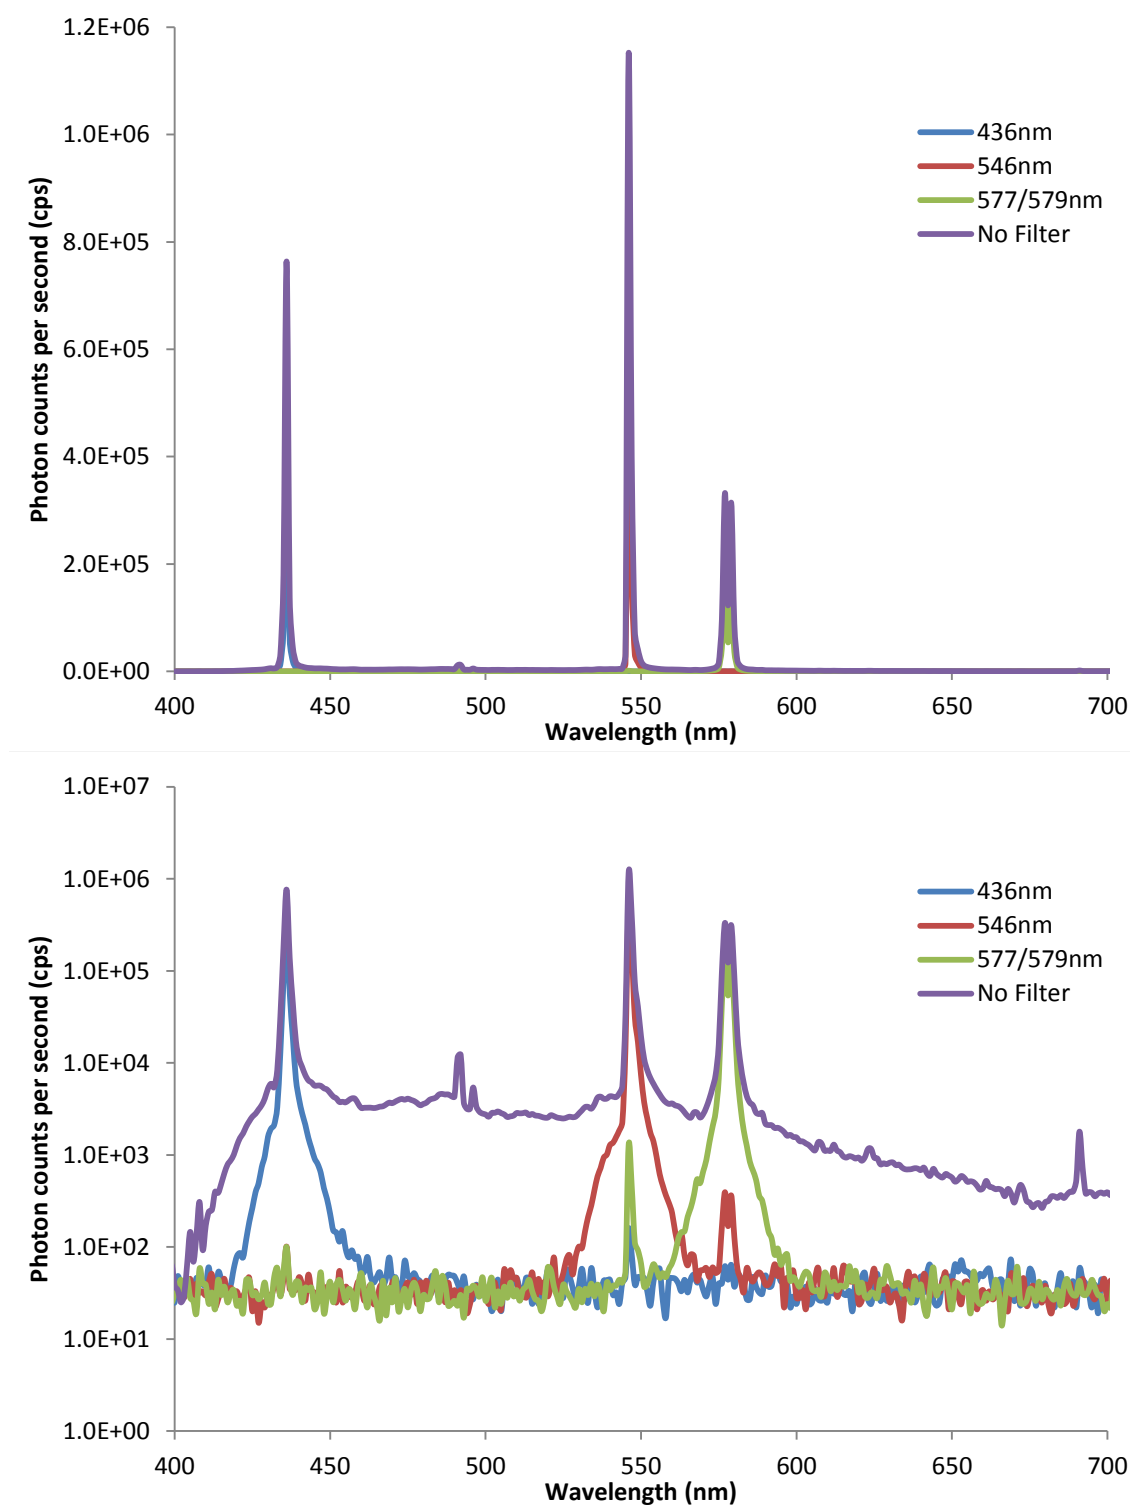 1.2E+06
1.0E+06
8.0E+05
6.0E+05
4.0E+05
2.0E+05
0.0E+00
Photon counts per second (cps)
436nm
546nm
577/579nm
No Filter
400 450 500 550 600 650 700
Wavelength (nm)
1.0E+07
1.0E+06
1.0E+05
1.0E+04
1.0E+03
1.0E+02
1.0E+01
1.0E+00
Photon counts per second (cps)
436nm
546nm
577/579nm
No Filter
400 450 500 550 600 650 700
Wavelength (nm)